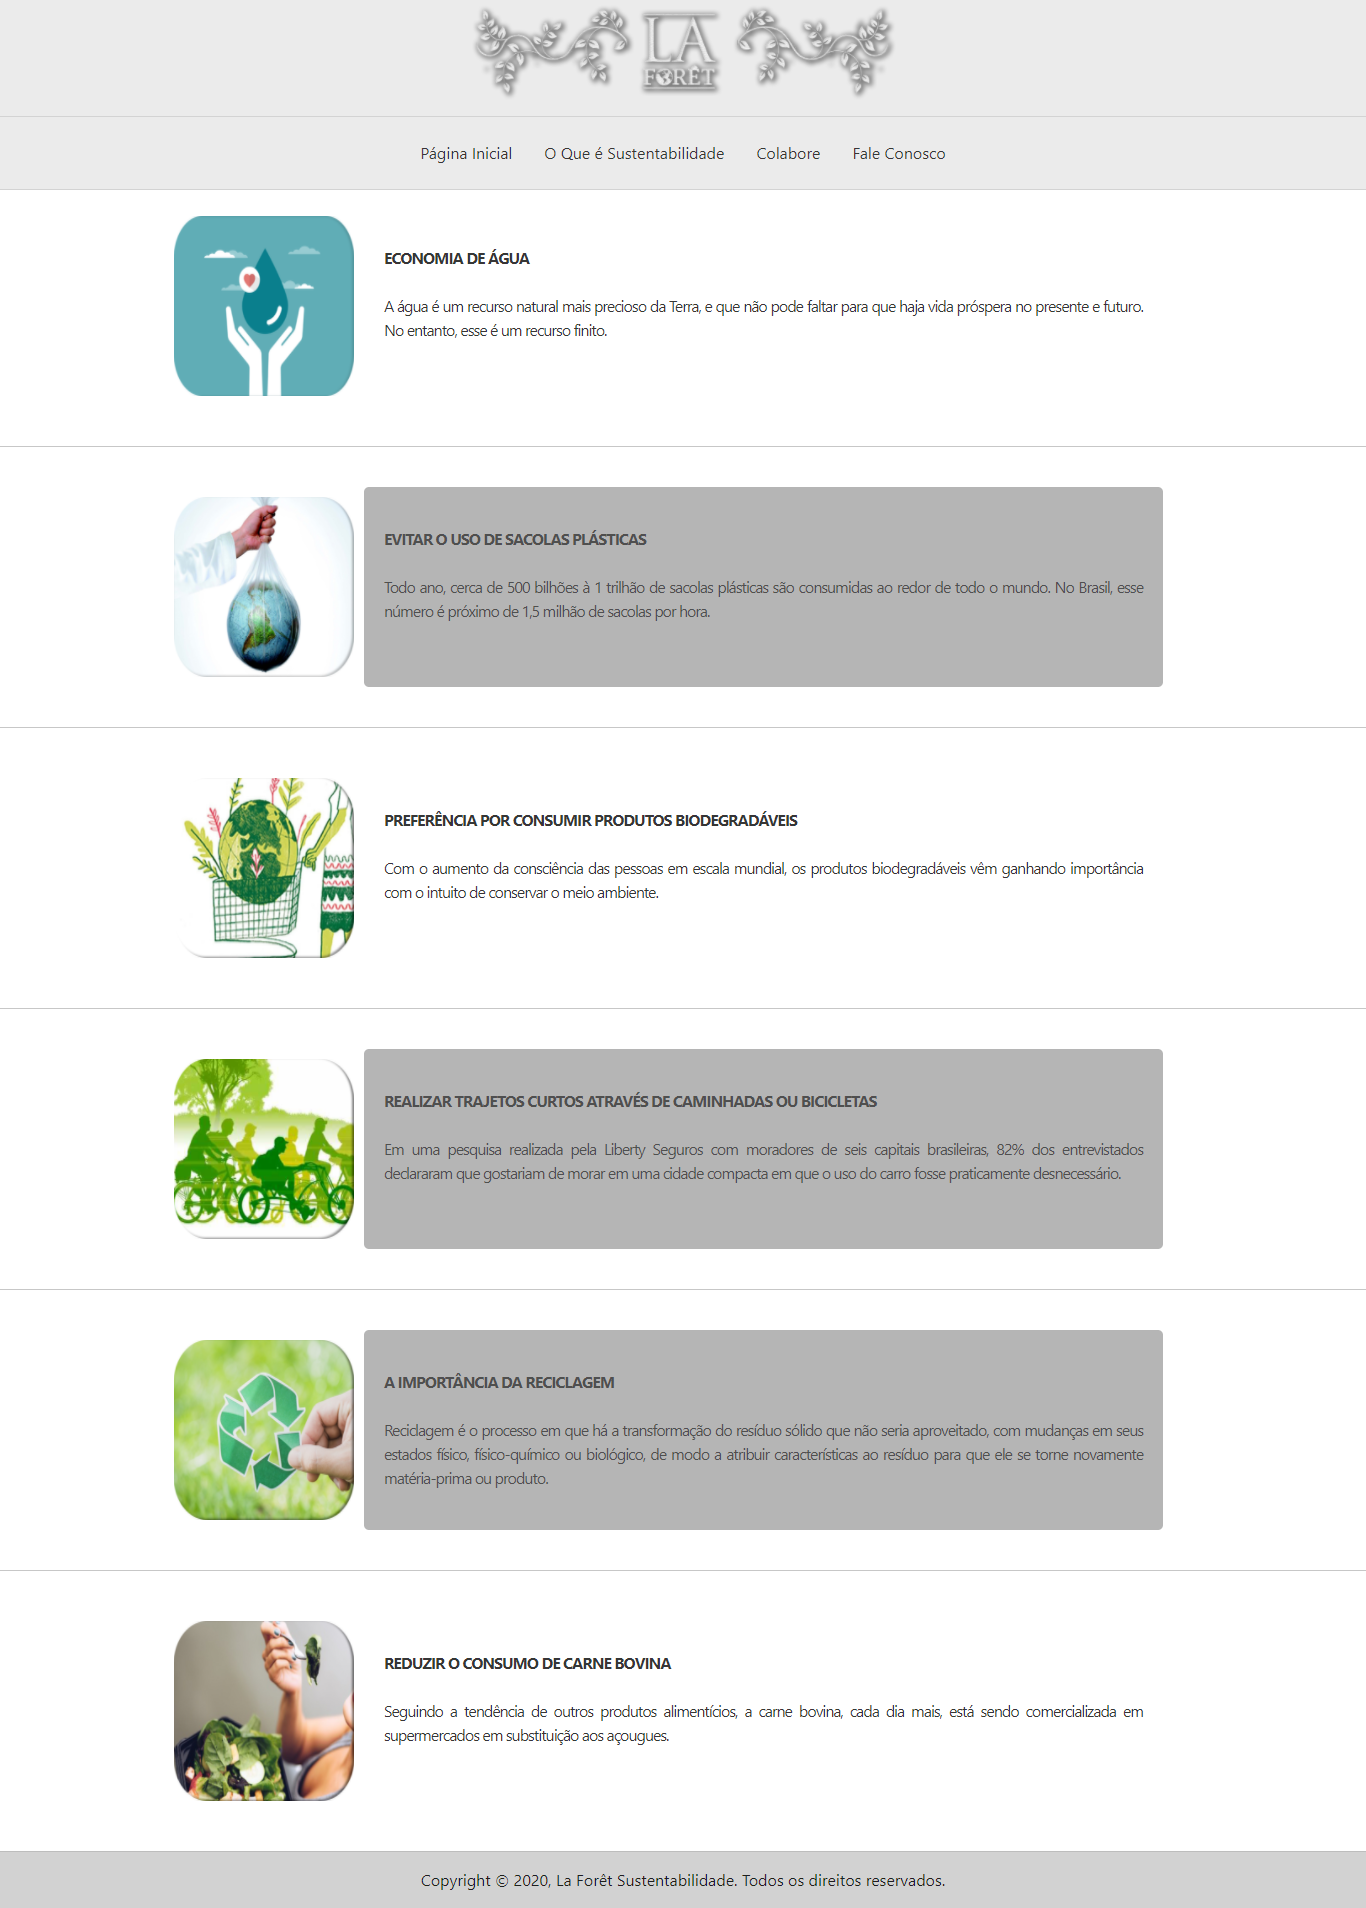 LA
FORÊT
Página Inicial
O Que é Sustentabilidade
Colabore
Fale Conosco
ECONOMIA DE ÁGUA
A água é um recurso natural mais precioso da Terra, e que não pode faltar para que haja vida próspera no presente e futuro.
No entanto, esse é um recurso finito.
EVITAR O USO DE SACOLAS PLÁSTICAS
Todo ano, cerca de 500 bilhões à 1 trilhão de sacolas plásticas são consumidas ao redor de todo o mundo. No Brasil, esse
número é próximo de 1,5 milhão de sacolas por hora.
PREFERÊNCIA POR CONSUMIR PRODUTOS BIODEGRADÁVEIS
Com o aumento da consciência das pessoas em escala mundial, os produtos biodegradáveis vêm ganhando importância
com o intuito de conservar o meio ambiente.
REALIZAR TRAJETOS CURTOS ATRAVÉS DE CAMINHADAS OU BICICLETAS
Em uma pesquisa realizada pela Liberty Seguros com moradores de seis capitais brasileiras, 82% dos entrevistados
declararam que gostariam de morar em uma cidade compacta em que o uso do carro fosse praticamente desnecessário.
A IMPORTÂNCIA DA RECICLAGEM
Reciclagem é o processo em que há a transformação do resíduo sólido que não seria aproveitado, com mudanças em seus
estados físico, físico-químico ou biológico, de modo a atribuir características ao resíduo para que ele se torne novamente
matéria-prima ou produto.
REDUZIR O CONSUMO DE CARNE BOVINA
Seguindo a tendência de outros produtos alimentícios, a carne bovina, cada dia mais, está sendo comercializada em
supermercados em substituição aos açougues.
Copyright © 2020, La Forêt Sustentabilidade. Todos os direitos reservados.